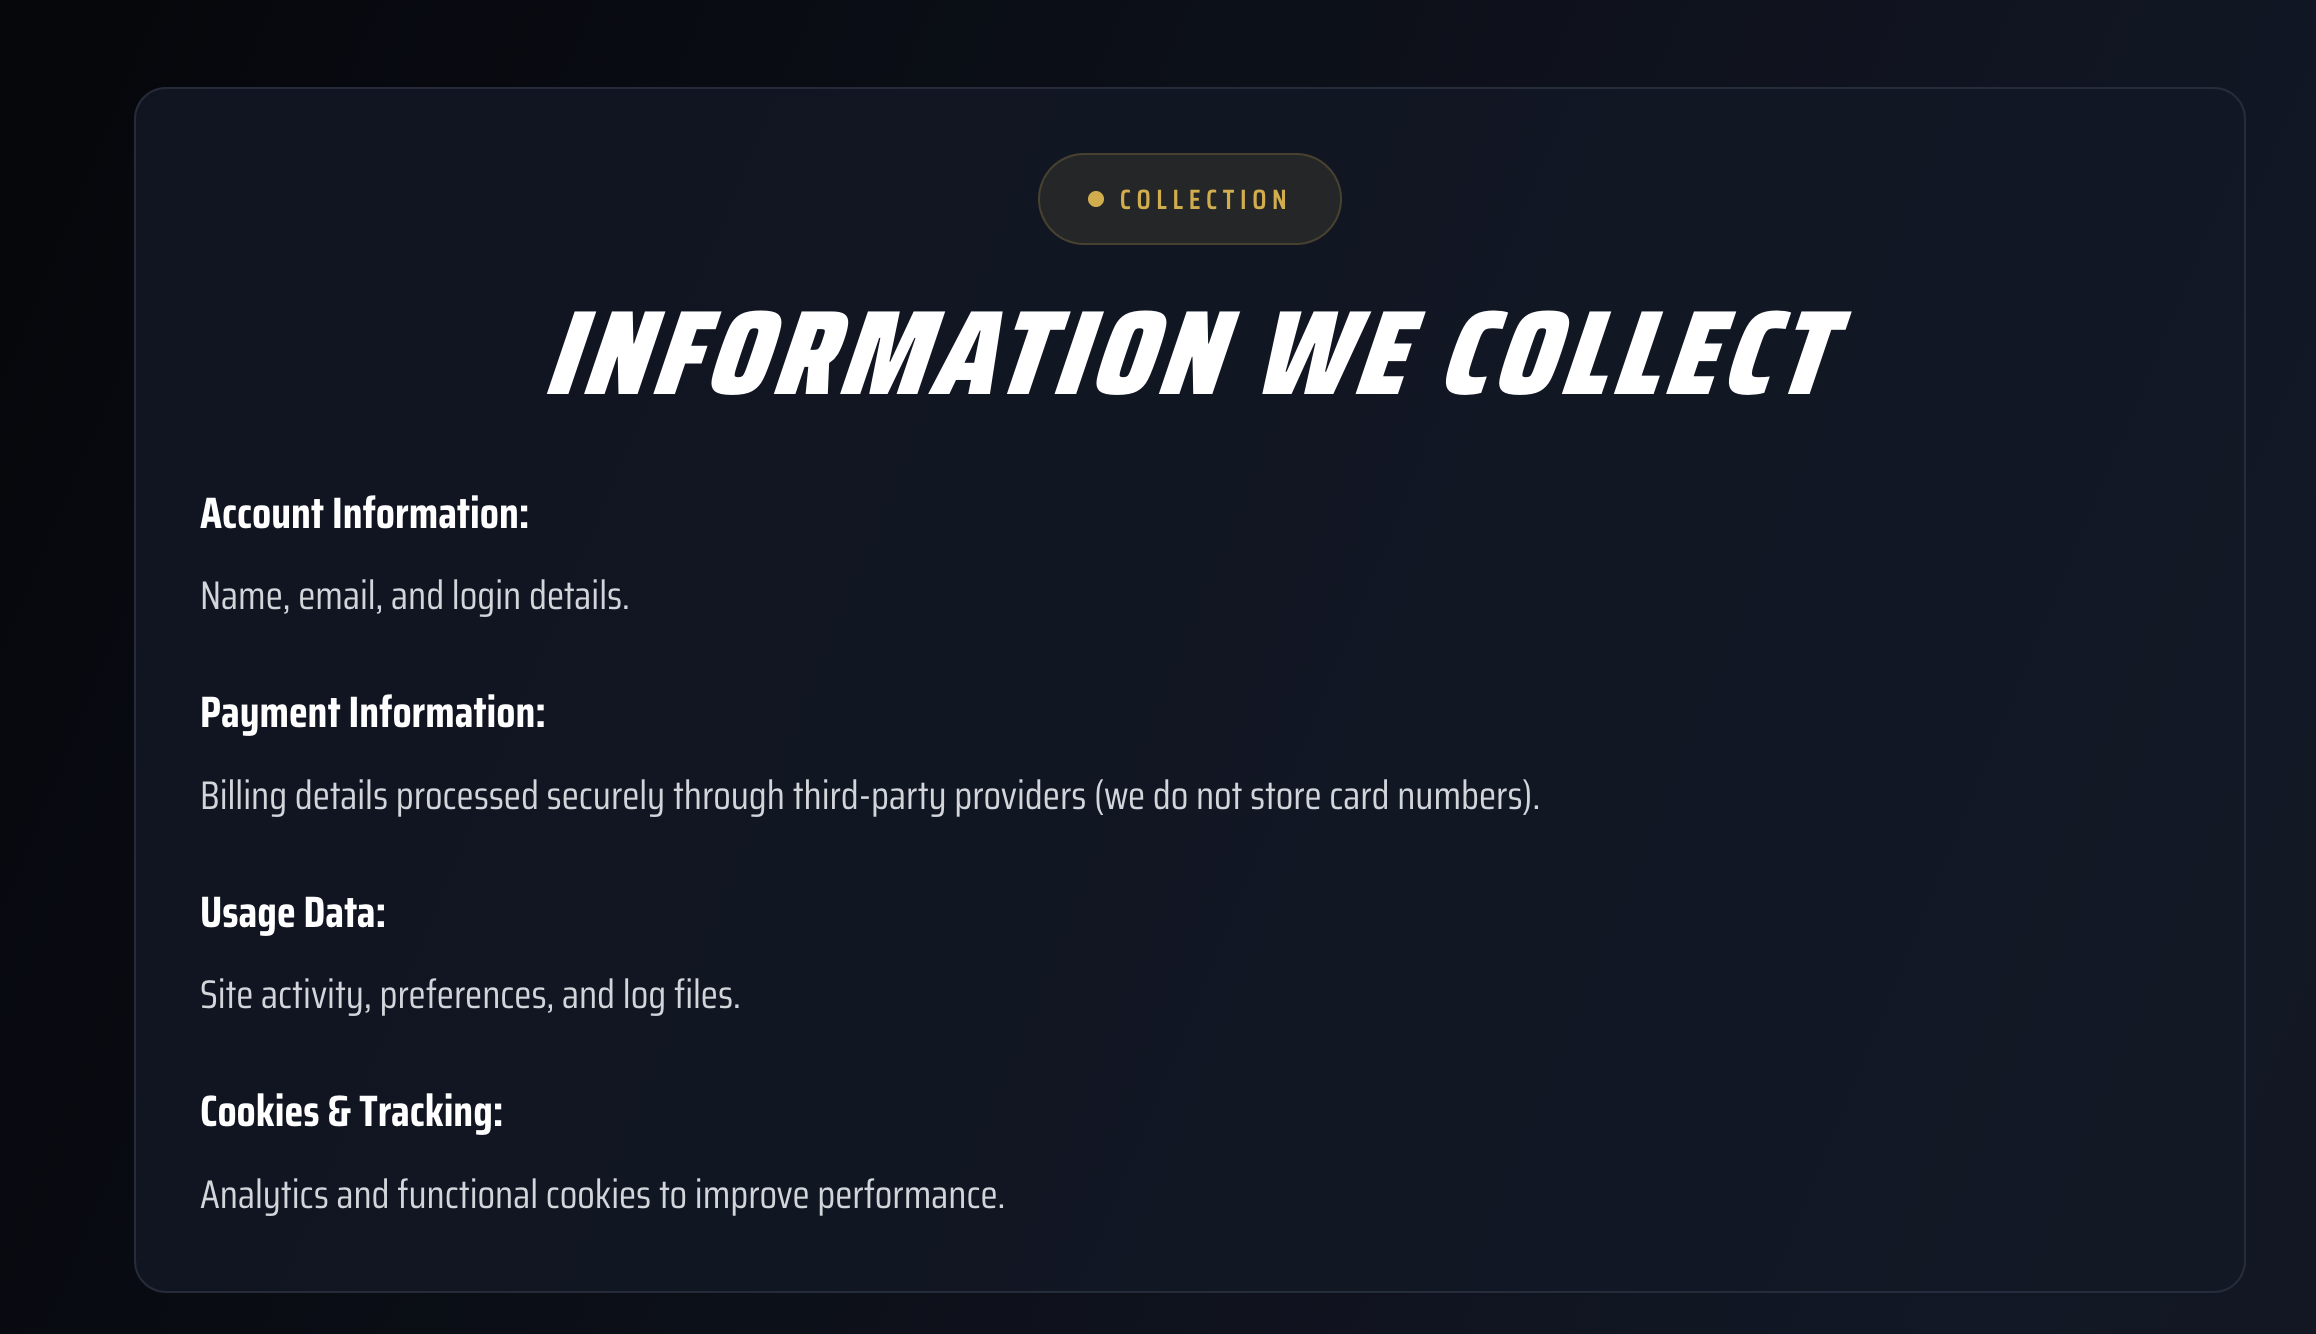 COLLECTION
INFORMATION WE COLLECT
Account Information:
Name, email, and login details.
Payment Information:
Billing details processed securely through third-party providers (we do not store card numbers).
Usage Data:
Site activity, preferences, and log files.
Cookies & Tracking:
Analytics and functional cookies to improve performance.